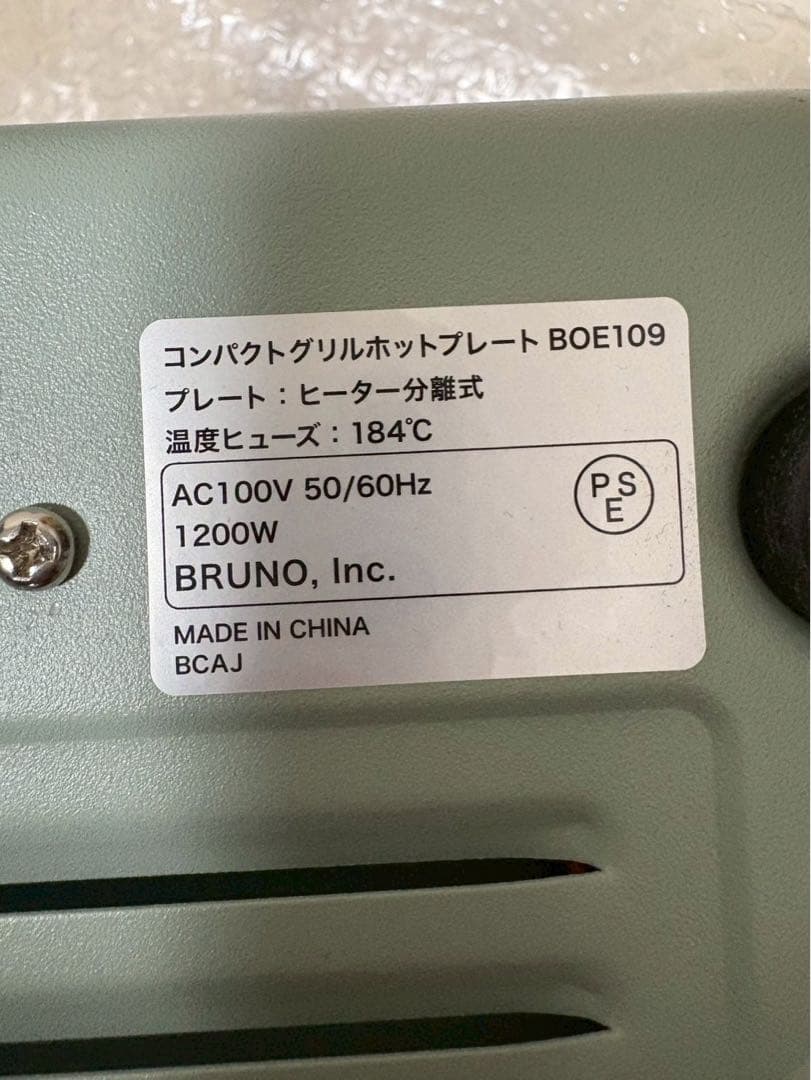 コンパクトグリルホットプレート BOE109
プレート：ヒーター分離式
温度ヒューズ：184℃
AC100V 50/60Hz
PSE
1200W
BRUNO, Inc.
MADE IN CHINA
BCAJ